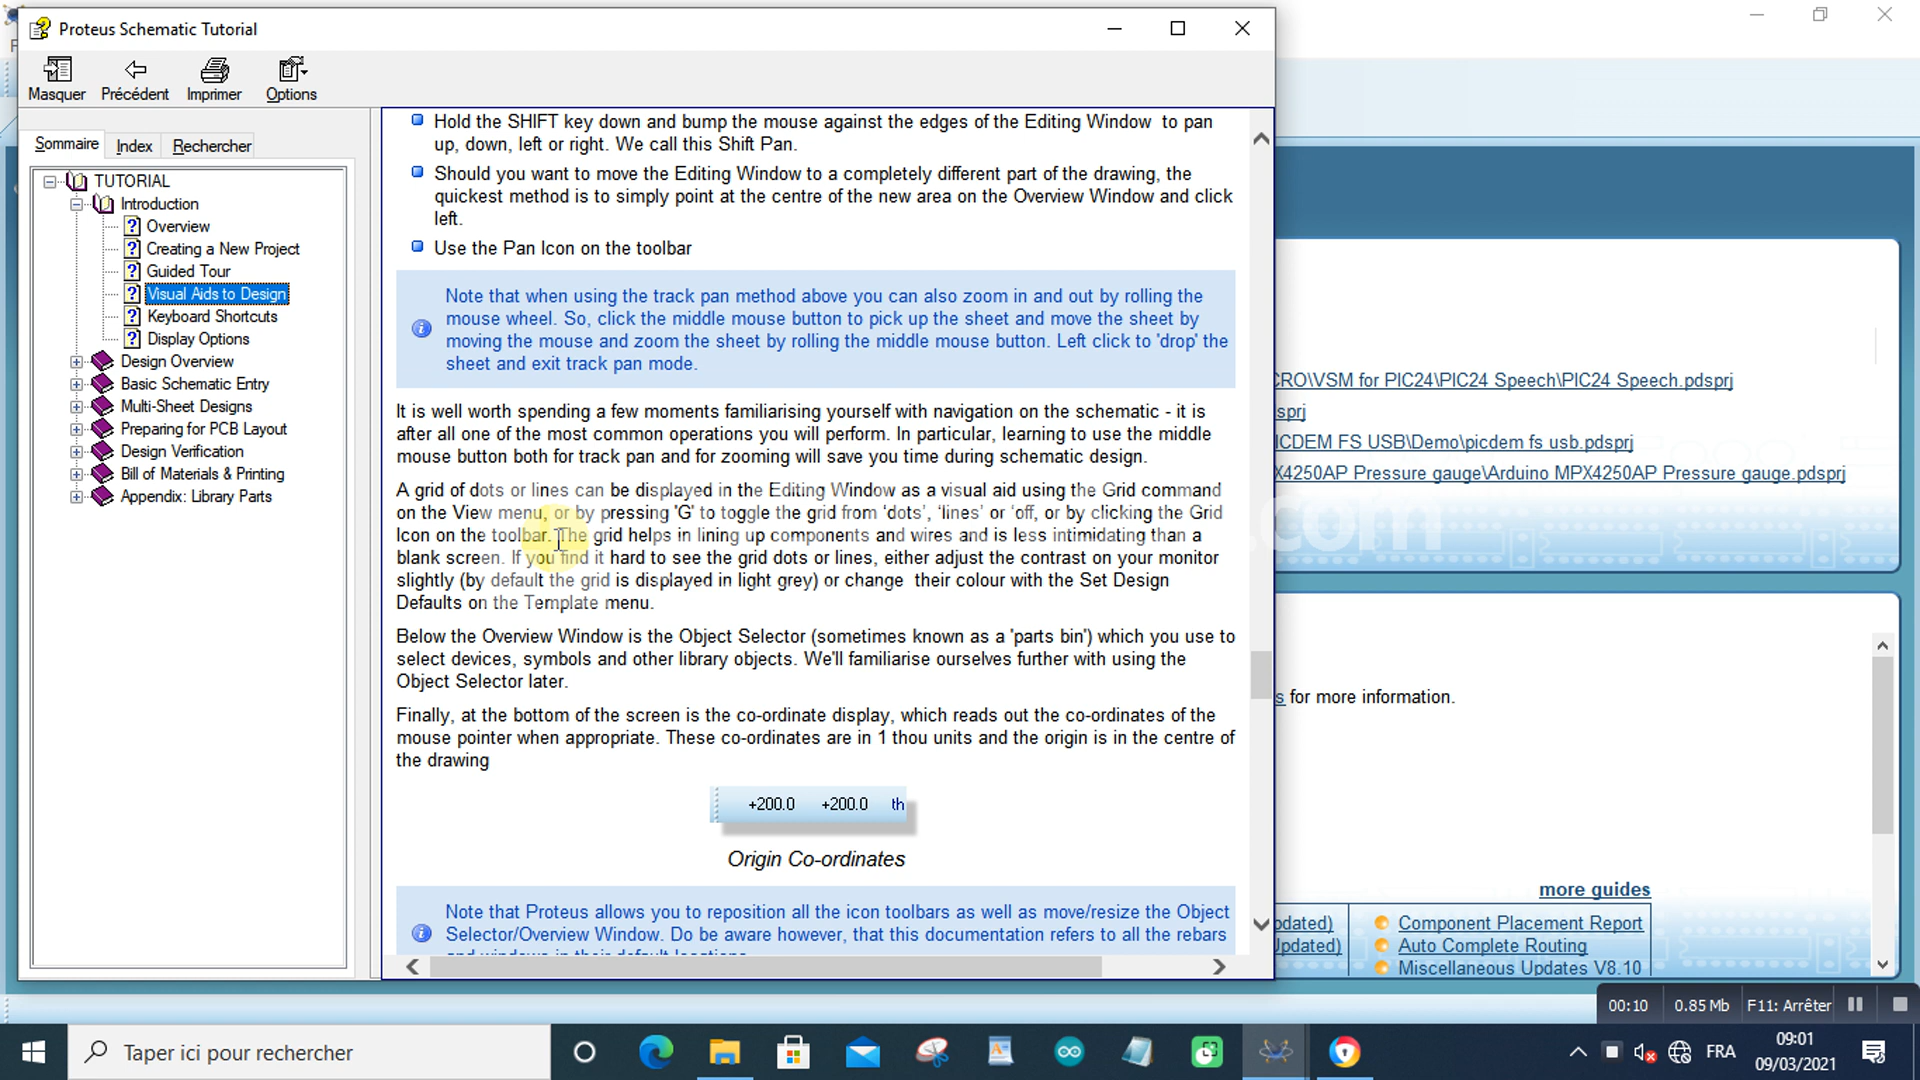 Proteus Schematic Tutorial
Masquer Précédent Imprimer Options
Sommaire Index Rechercher
TUTORIAL
Introduction
Overview
Creating a New Project
Guided Tour
Visual Aids to Design
Keyboard Shortcuts
Display Options
Design Overview
Basic Schematic Entry
Multi-Sheet Designs
Preparing for PCB Layout
Design Verification
Bill of Materials & Printing
Appendix: Library Parts
Hold the SHIFT key down and bump the mouse against the edges of the Editing Window to pan
up, down, left or right. We call this Shift Pan.
Should you want to move the Editing Window to a completely different part of the drawing, the
quickest method is to simply point at the centre of the new area on the Overview Window and click
left.
Use the Pan Icon on the toolbar
Note that when using the track pan method above you can also zoom in and out by rolling the
mouse wheel. So, click the middle mouse button to pick up the sheet and move the sheet by
moving the mouse and zoom the sheet by rolling the middle mouse button. Left click to 'drop' the
sheet and exit track pan mode.
It is well worth spending a few moments familiarising yourself with navigation on the schematic - it is
after all one of the most common operations you will perform. In particular, learning to use the middle
mouse button both for track pan and for zooming will save you time during schematic design.
A grid of dots or lines can be displayed in the Editing Window as a visual aid using the Grid command
on the View menu, or by pressing 'G' to toggle the grid from ‘dots’, ‘lines’ or ‘off, or by clicking the Grid
Icon on the toolbar. The grid helps in lining up components and wires and is less intimidating than a
blank screen. If you find it hard to see the grid dots or lines, either adjust the contrast on your monitor
slightly (by default the grid is displayed in light grey) or change their colour with the Set Design
Defaults on the Template menu.
Below the Overview Window is the Object Selector (sometimes known as a 'parts bin') which you use to
select devices, symbols and other library objects. We'll familiarise ourselves further with using the
Object Selector later.
Finally, at the bottom of the screen is the co-ordinate display, which reads out the co-ordinates of the
mouse pointer when appropriate. These co-ordinates are in 1 thou units and the origin is in the centre of
the drawing
+200.0 +200.0 th
Origin Co-ordinates
Note that Proteus allows you to reposition all the icon toolbars as well as move/resize the Object
Selector/Overview Window. Do be aware however, that this documentation refers to all the rebars
and windows in their default locations
CRO\VSM for PIC24\PIC24 Speech\PIC24 Speech.pdsprj
sprj
ICDEM FS USB\Demo\picdem fs usb.pdsprj
X4250AP Pressure gauge\Arduino MPX4250AP Pressure gauge.pdsprj
.com
s for more information.
more guides
pdated) Component Placement Report
Updated) Auto Complete Routing
Miscellaneous Updates V8.10
00:10 0.85 Mb F11: Arrêter
Taper ici pour rechercher
FRA
09:01
09/03/2021